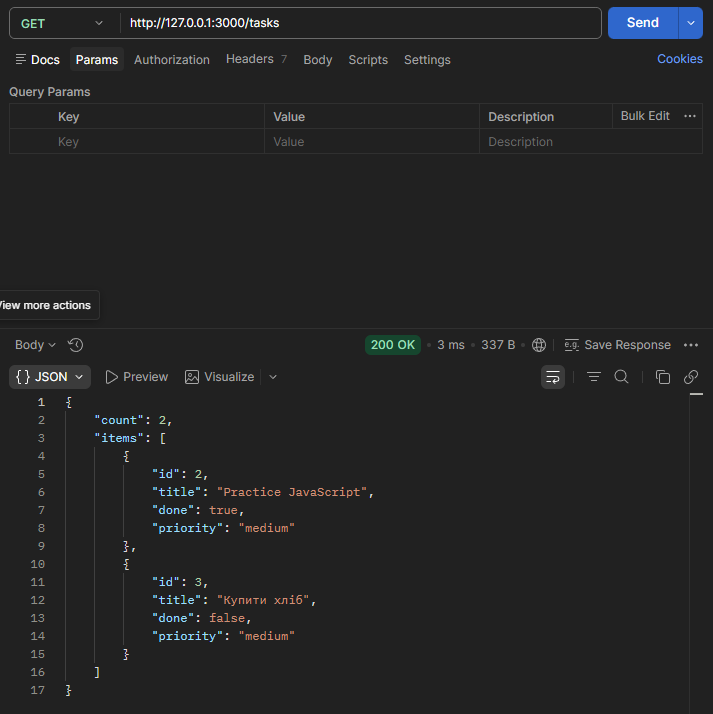 GET http://127.0.0.1:3000/tasks Send
Docs Params Authorization Headers 7 Body Scripts Settings Cookies
Query Params
Key Value Description Bulk Edit
Key Value Description
View more actions
Body 200 OK 3 ms 337 B e.g. Save Response
{} JSON Preview Visualize
1 {
2 "count": 2,
3 "items": [
4 {
5 "id": 2,
6 "title": "Practice JavaScript",
7 "done": true,
8 "priority": "medium"
9 },
10 {
11 "id": 3,
12 "title": "Купити хліб",
13 "done": false,
14 "priority": "medium"
15 }
16 ]
17 }